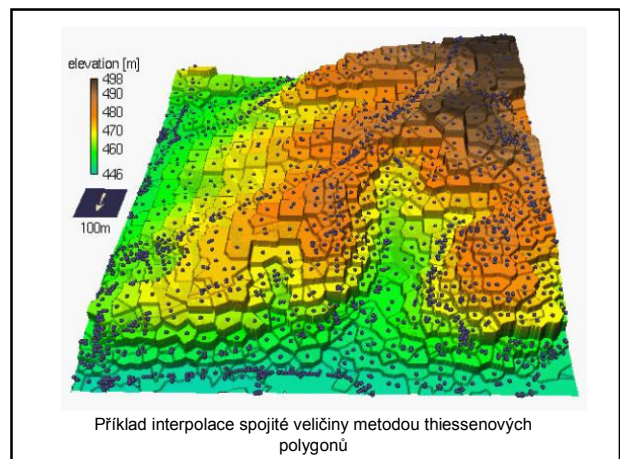 elevation [m]
498
490
480
470
460
446
100m
Příklad interpolace spojité veličiny metodou thiessenových
polygonů